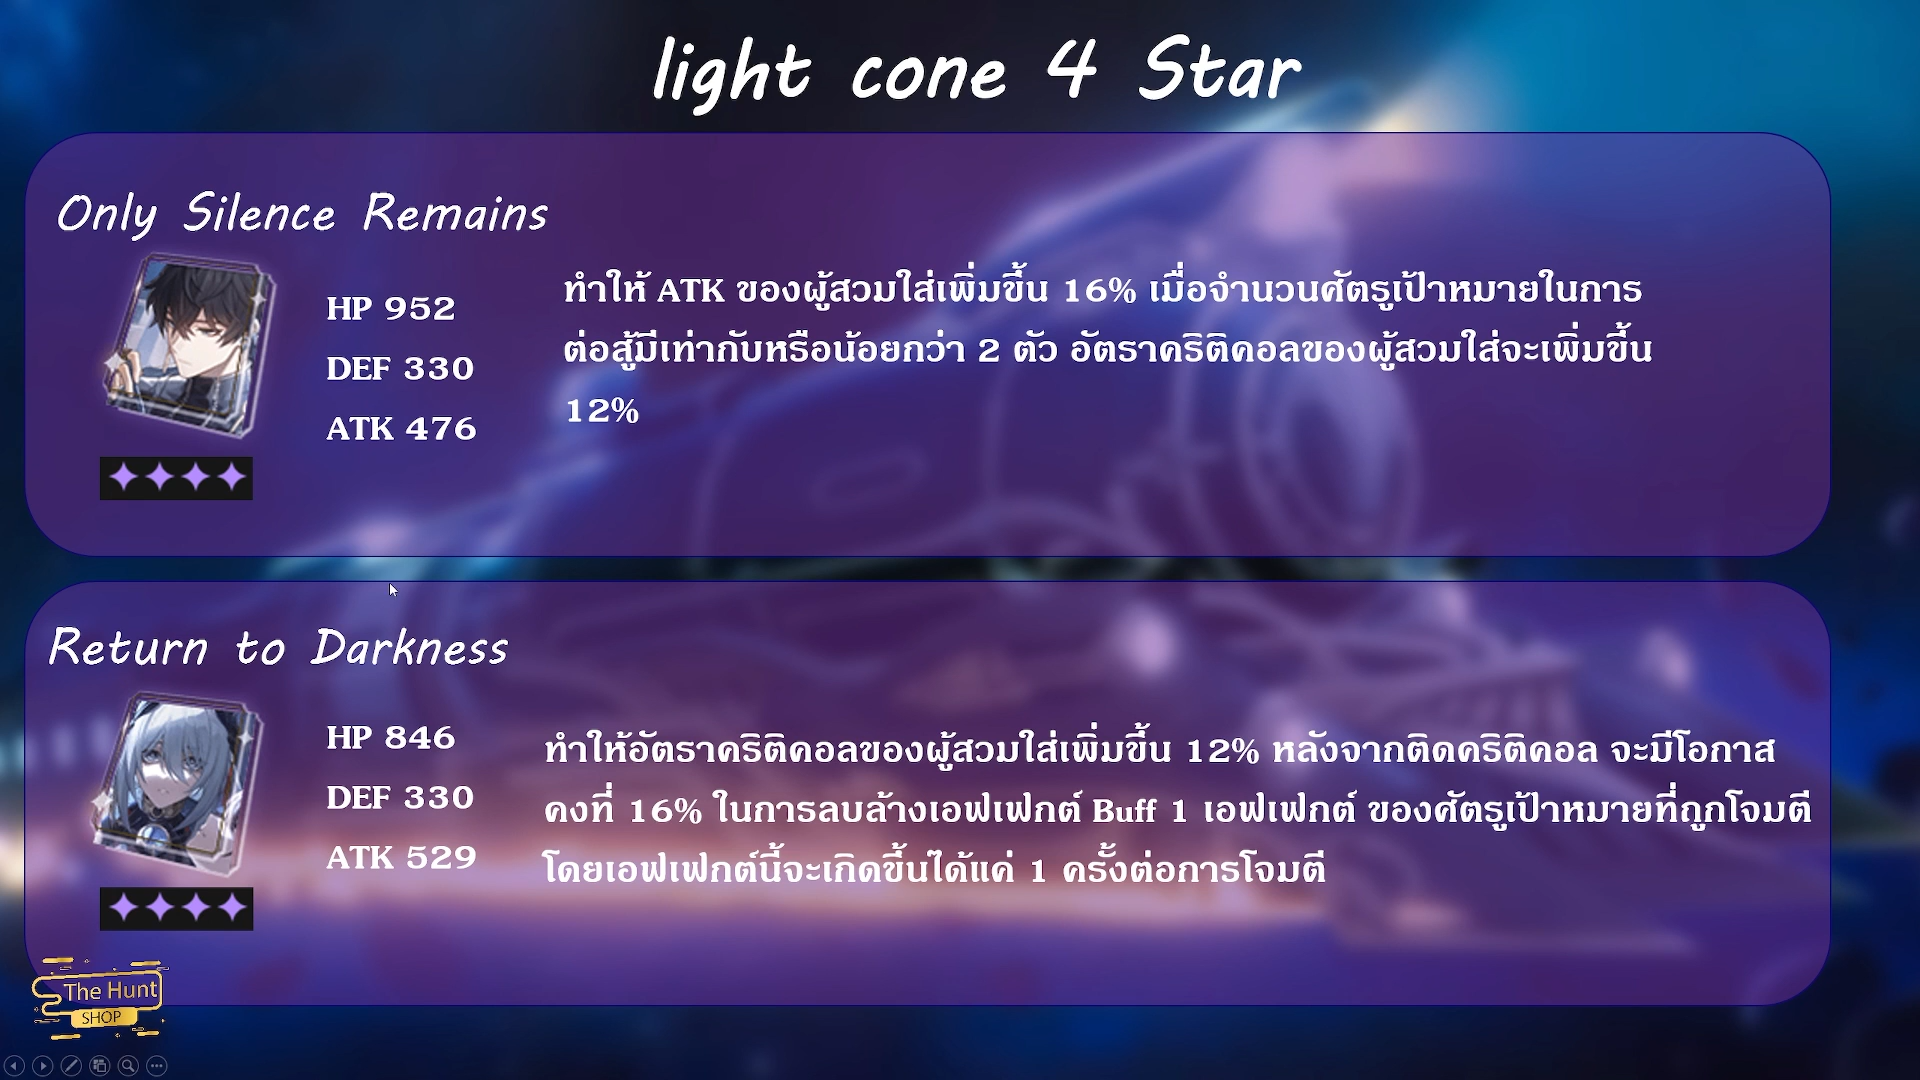 light cone 4 Star
Only Silence Remains
HP 952
DEF 330
ATK 476
ทำให้ ATK ของผู้สวมใส่เพิ่มขึ้น 16% เมื่อจำนวนศัตรูเป้าหมายในการ
ต่อสู้มีเท่ากับหรือน้อยกว่า 2 ตัว อัตราคริติคอลของผู้สวมใส่จะเพิ่มขึ้น
12%
Return to Darkness
HP 846
DEF 330
ATK 529
ทำให้อัตราคริติคอลของผู้สวมใส่เพิ่มขึ้น 12% หลังจากติดคริติคอล จะมีโอกาส
คงที่ 16% ในการลบล้างเอฟเฟกต์ Buff 1 เอฟเฟกต์ ของศัตรูเป้าหมายที่ถูกโจมตี
โดยเอฟเฟกต์นี้จะเกิดขึ้นได้แค่ 1 ครั้งต่อการโจมตี
The Hunt
SHOP